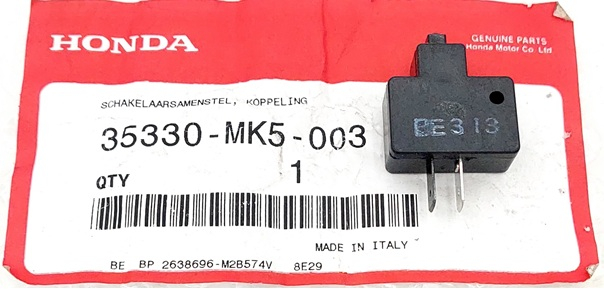 HONDA
GENUINE PARTS
Honda Motor Co. Ltd
SCHAKELAARSAMENSTEL, KOPPELING
35330-MK5-003
QTY 1
MADE IN ITALY
BE BP 2638696-M2B574V 8E29
E313